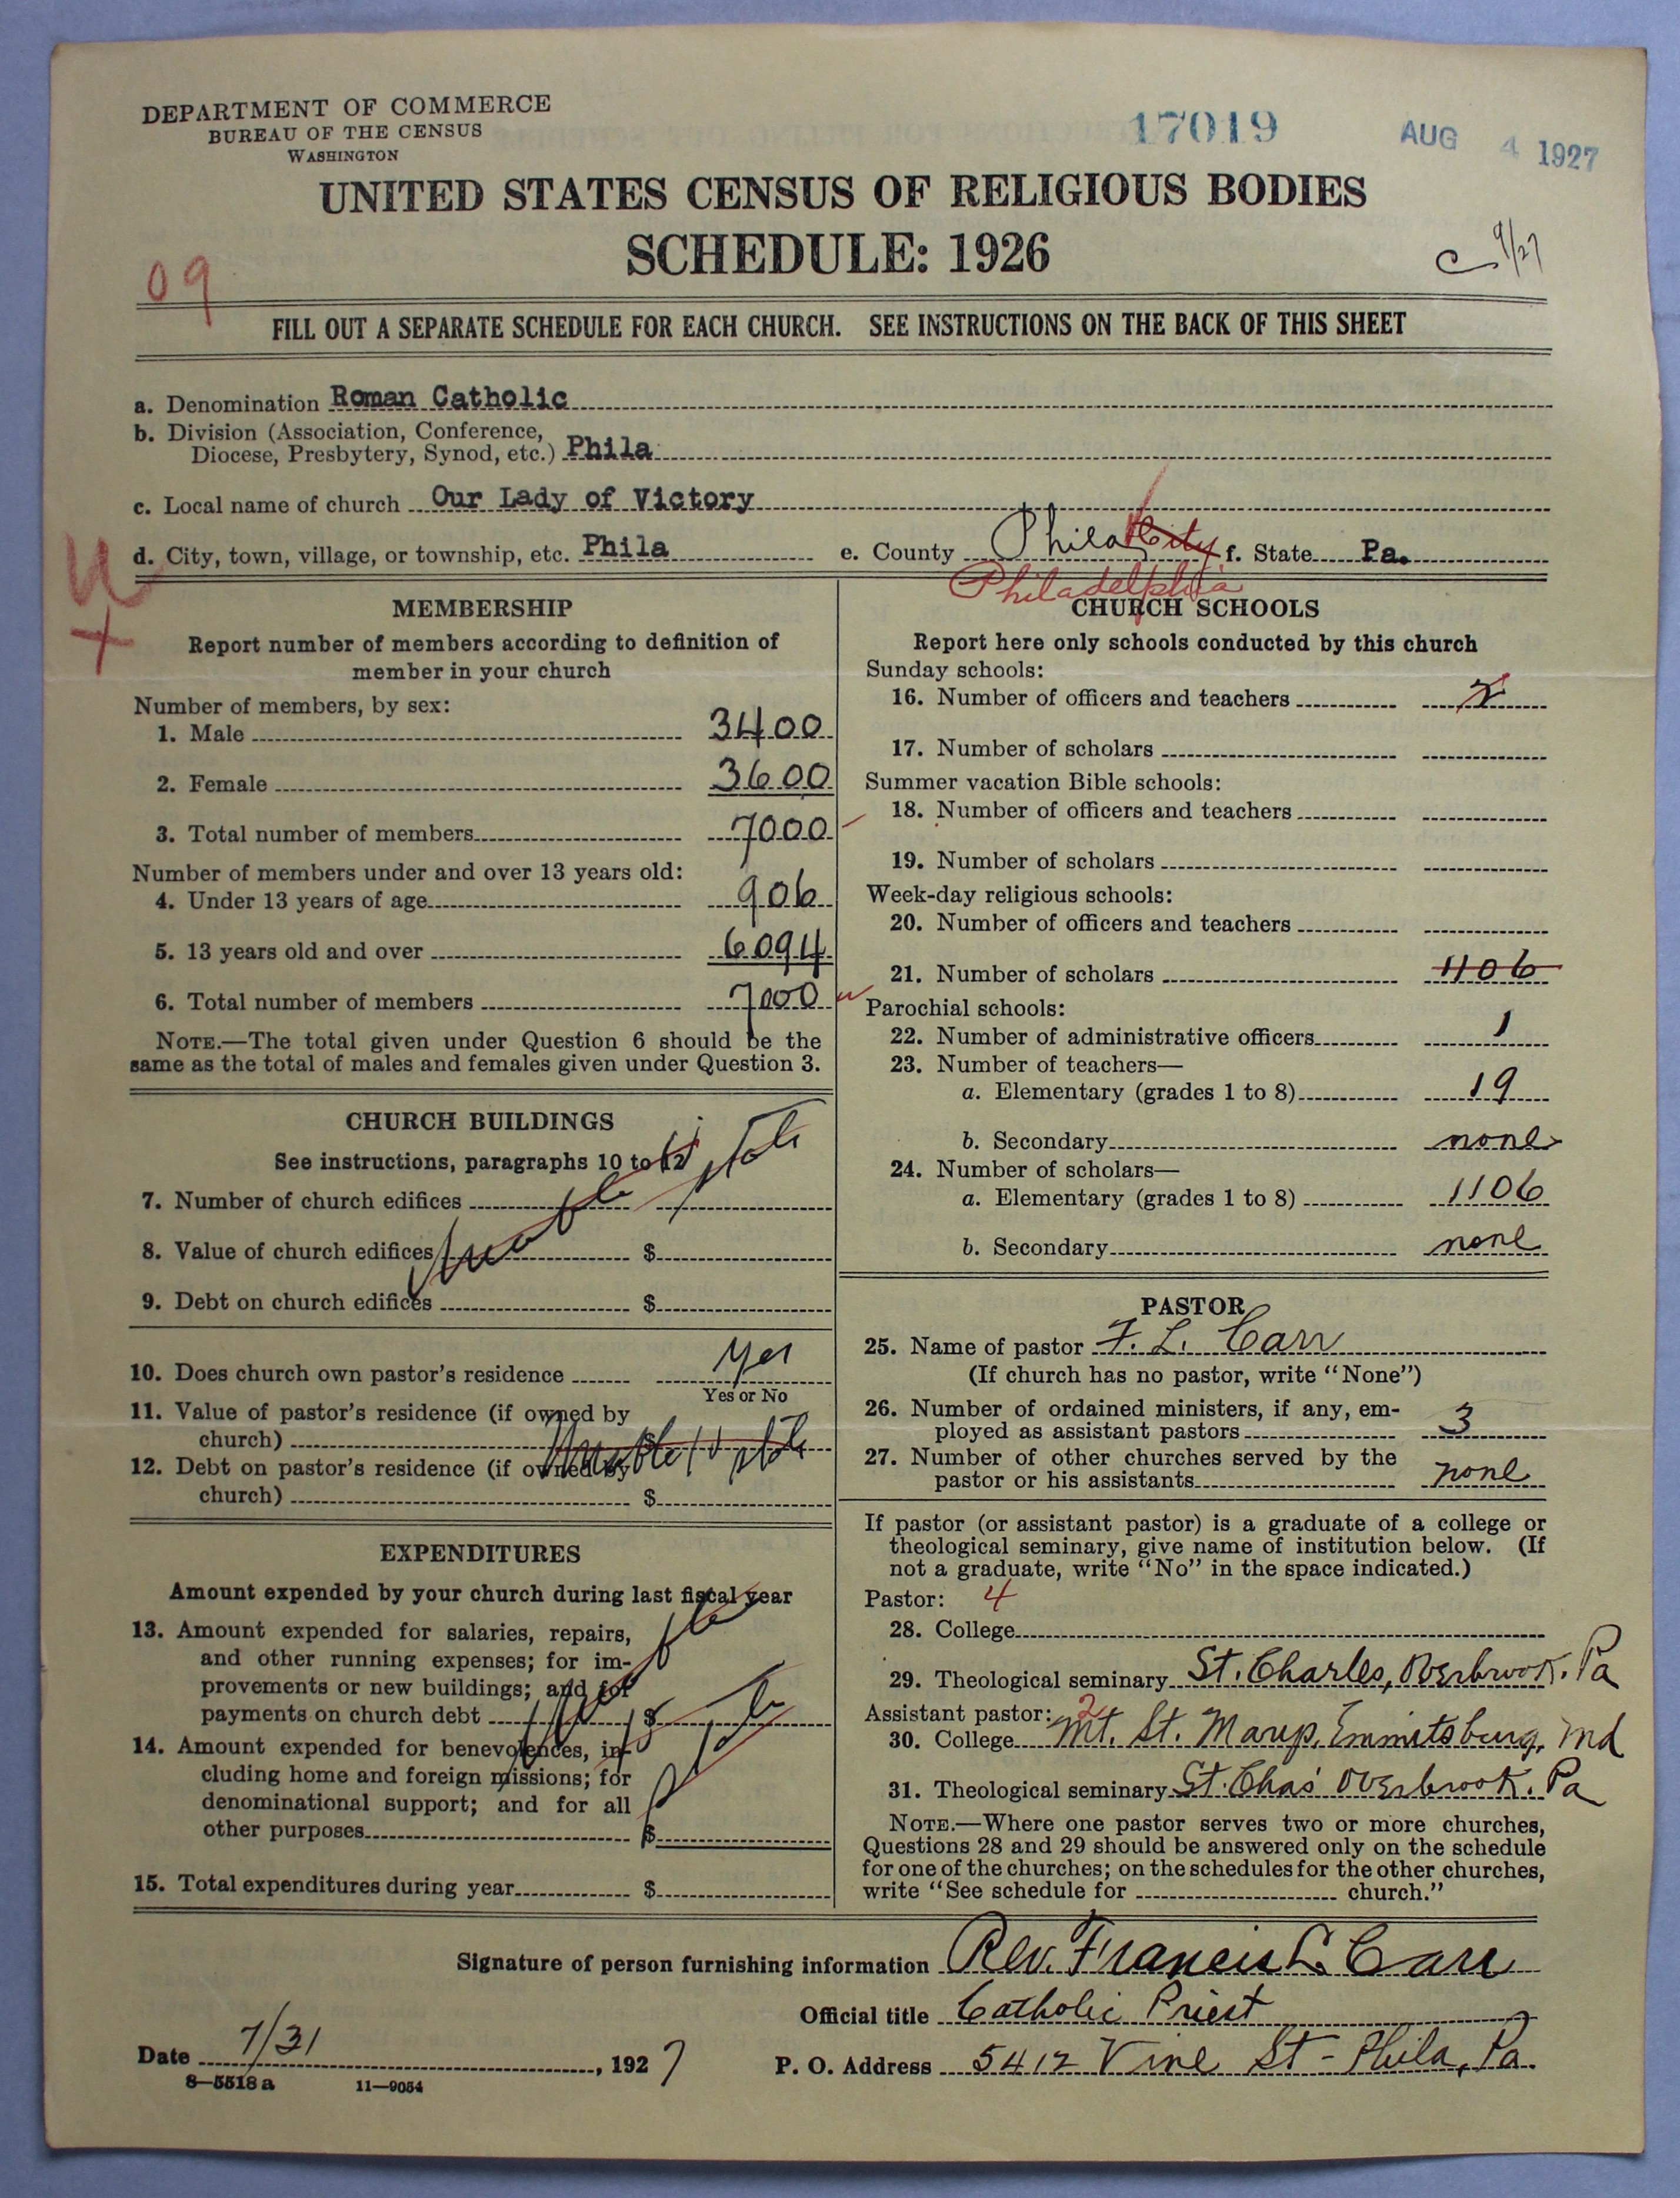 DEPARTMENT OF COMMERCE
BUREAU OF THE CENSUS
WASHINGTON
17019
AUG 4 1927
UNITED STATES CENSUS OF RELIGIOUS BODIES
SCHEDULE: 1926
C 9/27
09
FILL OUT A SEPARATE SCHEDULE FOR EACH CHURCH. SEE INSTRUCTIONS ON THE BACK OF THIS SHEET
a. Denomination Roman Catholic
b. Division (Association, Conference,
Diocese, Presbytery, Synod, etc.) Phila
c. Local name of church Our Lady of Victory
d. City, town, village, or township, etc. Phila e. County Phila City f. State Pa.
Philadelphia
MEMBERSHIP
Report number of members according to definition of
member in your church
Number of members, by sex:
1. Male 3400
2. Female 3600
3. Total number of members 7000
Number of members under and over 13 years old:
4. Under 13 years of age 906
5. 13 years old and over 6094
6. Total number of members 7000
NOTE.—The total given under Question 6 should be the
same as the total of males and females given under Question 3.
CHURCH BUILDINGS
See instructions, paragraphs 10 to 12
7. Number of church edifices
8. Value of church edifices $
9. Debt on church edifices $
Unable to state
10. Does church own pastor's residence Yes
Yes or No
11. Value of pastor's residence (if owned by
church) $
Unable to state
12. Debt on pastor's residence (if owned by
church) $
EXPENDITURES
Amount expended by your church during last fiscal year
13. Amount expended for salaries, repairs,
and other running expenses; for im-
provements or new buildings; and for
payments on church debt $
14. Amount expended for benevolences, in-
cluding home and foreign missions; for
denominational support; and for all
other purposes $
Unable to state
15. Total expenditures during year $
CHURCH SCHOOLS
Report here only schools conducted by this church
Sunday schools:
16. Number of officers and teachers
17. Number of scholars
Summer vacation Bible schools:
18. Number of officers and teachers
19. Number of scholars
Week-day religious schools:
20. Number of officers and teachers
21. Number of scholars 1106
Parochial schools:
22. Number of administrative officers 1
23. Number of teachers—
a. Elementary (grades 1 to 8) 19
b. Secondary none
24. Number of scholars—
a. Elementary (grades 1 to 8) 1106
b. Secondary none
PASTOR
25. Name of pastor F. L. Carr
(If church has no pastor, write "None")
26. Number of ordained ministers, if any, em-
ployed as assistant pastors 3
27. Number of other churches served by the
pastor or his assistants none
If pastor (or assistant pastor) is a graduate of a college or
theological seminary, give name of institution below. (If
not a graduate, write "No" in the space indicated.)
Pastor: 4
28. College
29. Theological seminary St. Charles, Overbrook. Pa
Assistant pastor: 2
30. College Mt. St. Marys, Emmitsburg, Md
31. Theological seminary St. Chas' Overbrook. Pa
NOTE.—Where one pastor serves two or more churches,
Questions 28 and 29 should be answered only on the schedule
for one of the churches; on the schedules for the other churches,
write "See schedule for church."
Signature of person furnishing information Rev. Francis L. Carr
Official title Catholic Priest
Date 7/31, 1927 P. O. Address 5412 Vine St - Phila, Pa.
8—5518 a 11—9054